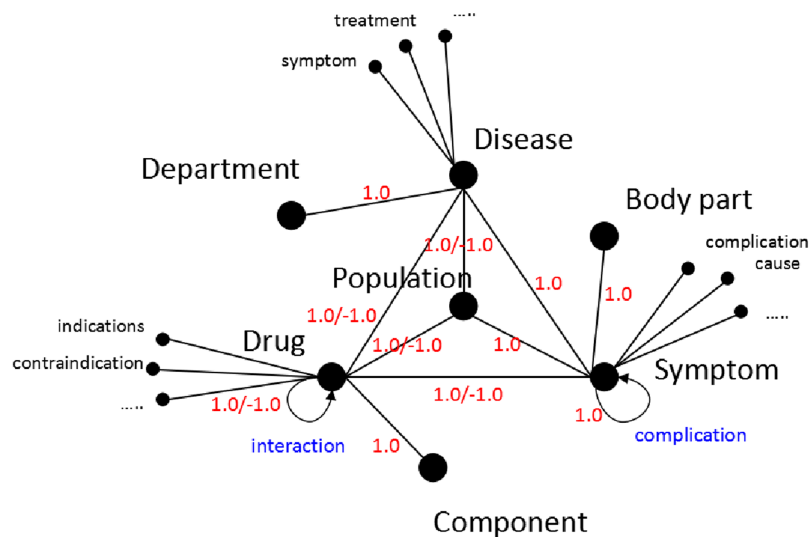 .....
treatment
symptom
Disease
Department
1.0
Body part
complication
cause
1.0/-1.0
Population
1.0
1.0
.....
1.0/-1.0
indications
Drug
1.0/-1.0
1.0
contraindication
Symptom
.....
1.0/-1.0
1.0/-1.0
1.0
interaction
1.0
complication
Component